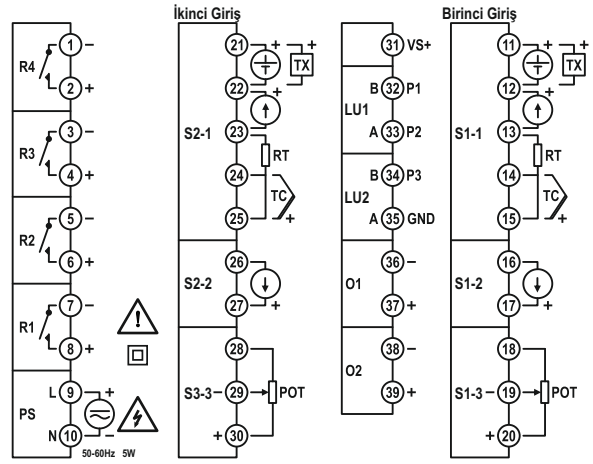 İkinci Giriş
Birinci Giriş
R4
1 −
2 +
R3
3 −
4 +
R2
5 −
6 +
R1
7 −
8 +
PS
L 9 +
N 10 −
50-60Hz 5W
S2-1
21 + +
TX
22 +
23
RT
24
TC
25 +
S2-2
26
27 +
S3-3
28
− 29 POT
+ 30
31 VS+
LU1
B 32 P1
A 33 P2
LU2
B 34 P3
A 35 GND
O1
36 −
37 +
O2
38 −
39 +
S1-1
11 + +
TX
12 +
13
RT
14
TC
15 +
S1-2
16
17 +
S1-3
18
− 19 POT
+ 20